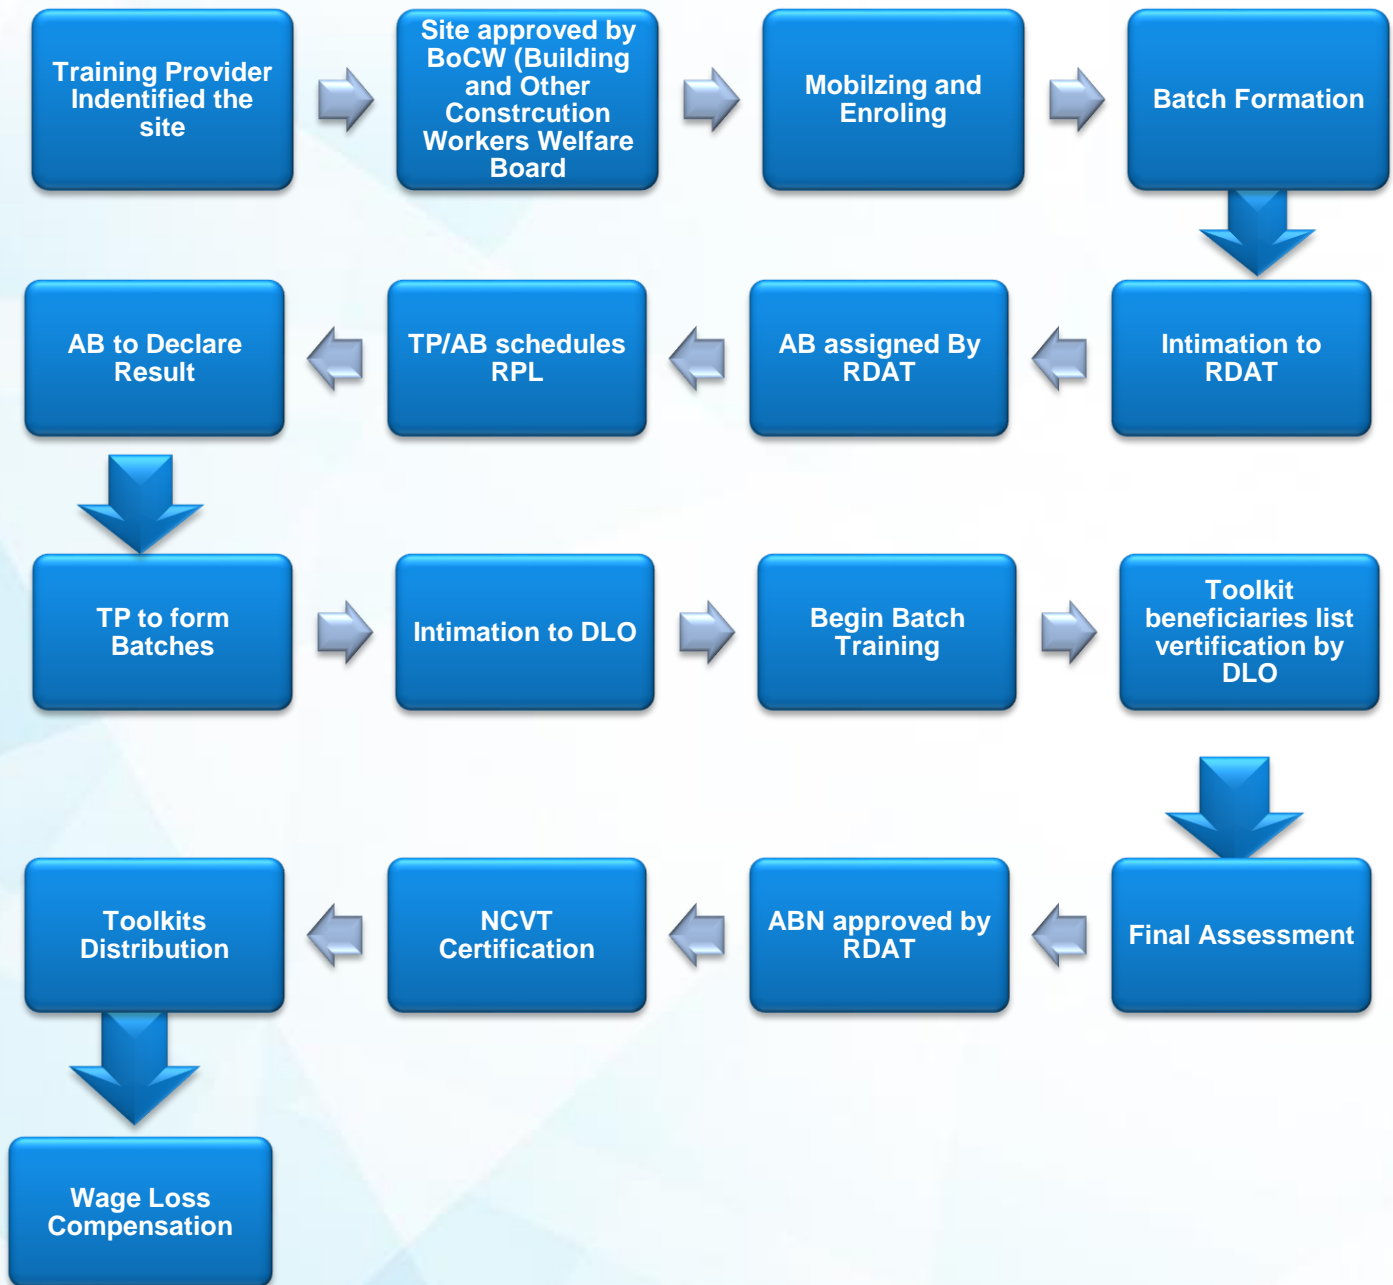 Training Provider
Indentified the
site
Site approved by
BoCW (Building
and Other
Constrcution
Workers Welfare
Board
Mobilzing and
Enroling
Batch Formation
AB to Declare
Result
TP/AB schedules
RPL
AB assigned By
RDAT
Intimation to
RDAT
TP to form
Batches
Intimation to DLO
Begin Batch
Training
Toolkit
beneficiaries list
vertification by
DLO
Toolkits
Distribution
NCVT
Certification
ABN approved by
RDAT
Final Assessment
Wage Loss
Compensation